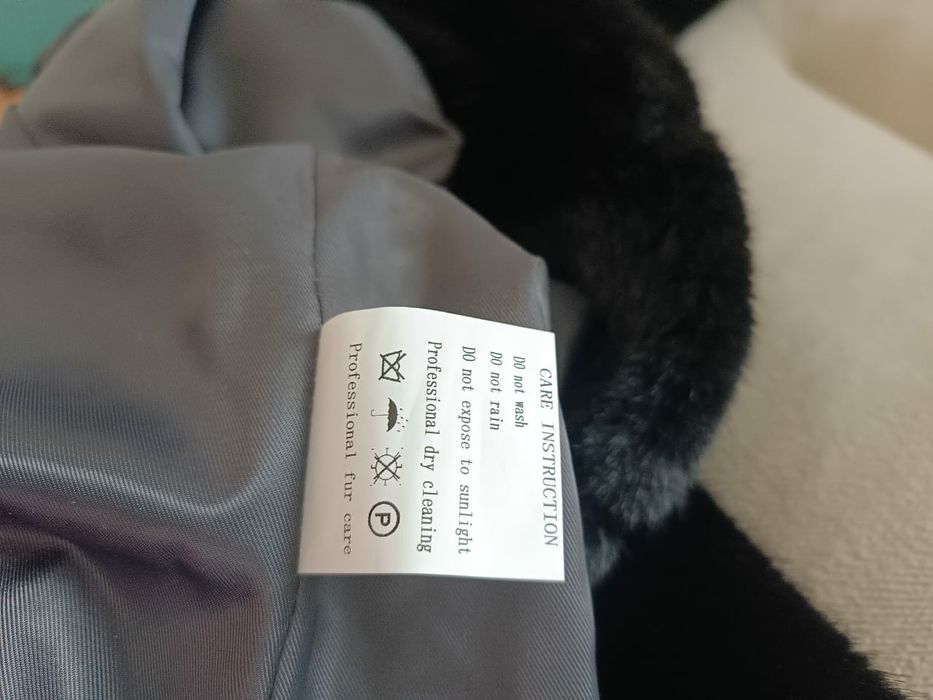 CARE INSTRUCTION
DO not wash
DO not rain
DO not expose to sunlight
Professional dry cleaning
P
Professional fur care